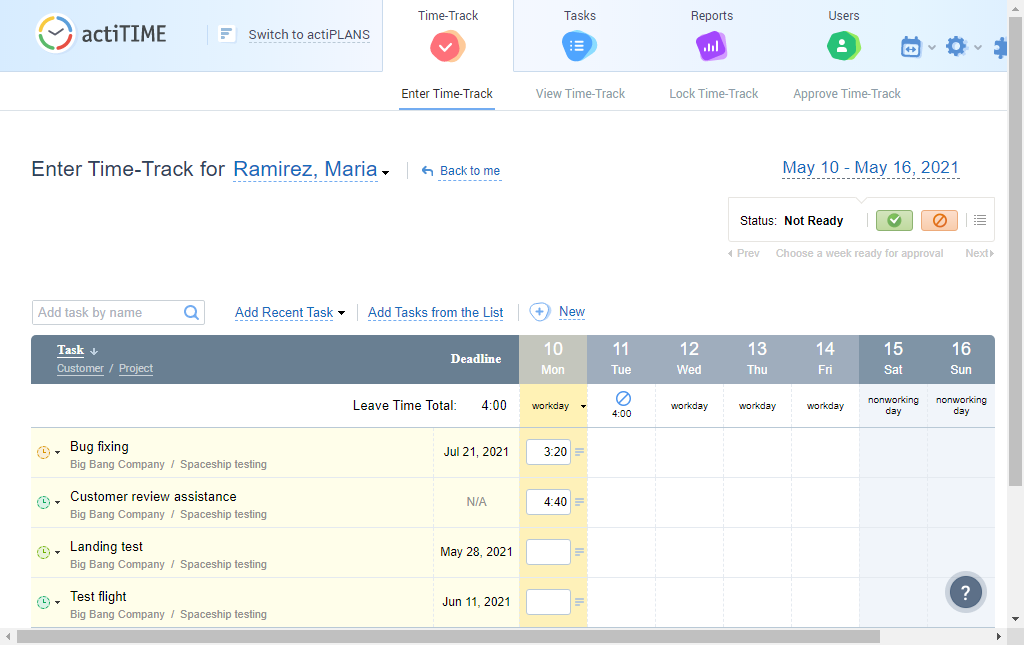 actiTIME
Switch to actiPLANS
Time-Track
Tasks
Reports
Users
Enter Time-Track
View Time-Track
Lock Time-Track
Approve Time-Track
Enter Time-Track for Ramirez, Maria
Back to me
May 10 - May 16, 2021
Status: Not Ready
Prev
Choose a week ready for approval
Next
Add task by name
Add Recent Task
Add Tasks from the List
New
Task
Customer / Project
Deadline
10
Mon
11
Tue
12
Wed
13
Thu
14
Fri
15
Sat
16
Sun
Leave Time Total: 4:00
workday
4:00
workday
workday
workday
nonworking
day
nonworking
day
Bug fixing
Big Bang Company / Spaceship testing
Jul 21, 2021
3:20
Customer review assistance
Big Bang Company / Spaceship testing
N/A
4:40
Landing test
Big Bang Company / Spaceship testing
May 28, 2021
Test flight
Big Bang Company / Spaceship testing
Jun 11, 2021
?